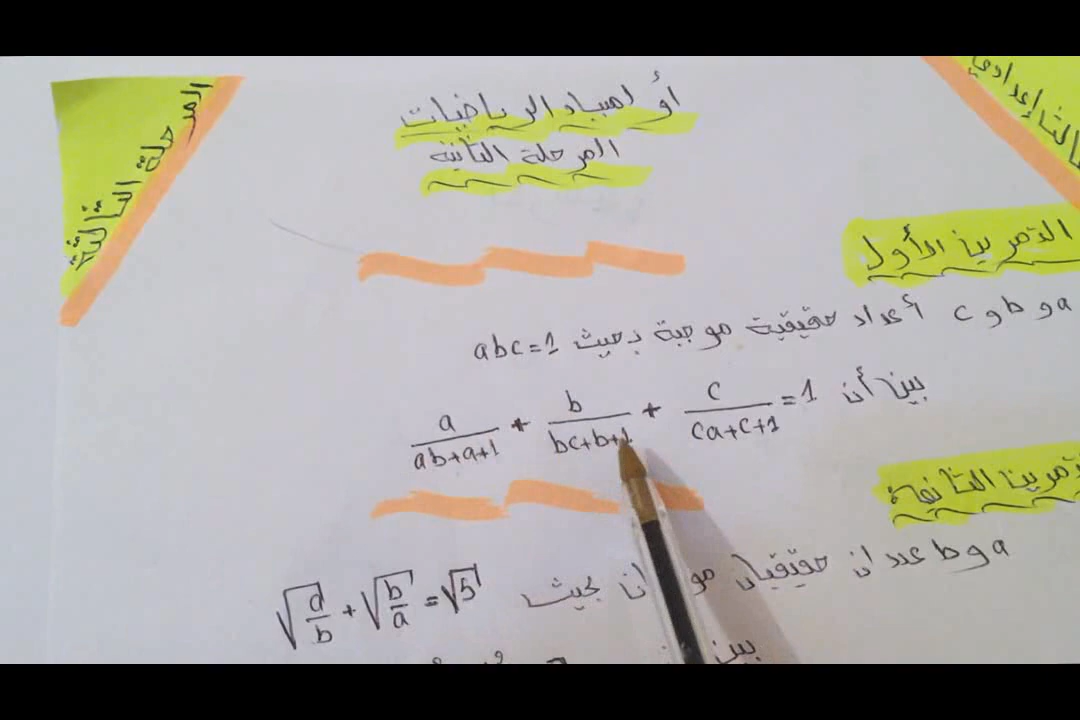 أولمبياد الرياضيات
المرحلة الثانية
المرحلة الثالثة
الثالثة إعدادي
التمرين الأول
a و b و c أعداد حقيقية موجبة بحيث abc=1
بين أن a/(ab+a+1) + b/(bc+b+1) + c/(ca+c+1) = 1
التمرين الثاني
a و b عددان حقيقيان بحيث √(a/b) + √(b/a) = √5
بين